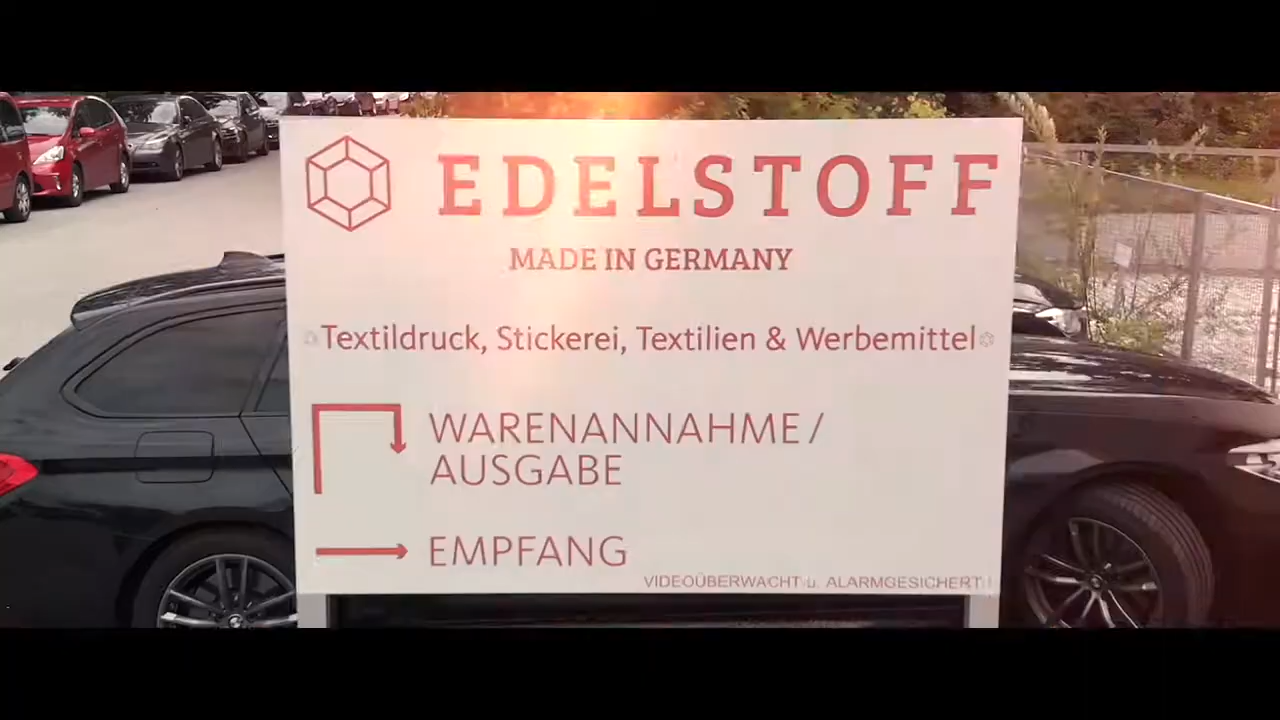 EDELSTOFF
MADE IN GERMANY
Textildruck, Stickerei, Textilien & Werbemittel
WARENANNAHME /
AUSGABE
EMPFANG
VIDEOÜBERWACHT u. ALARMGESICHERT !